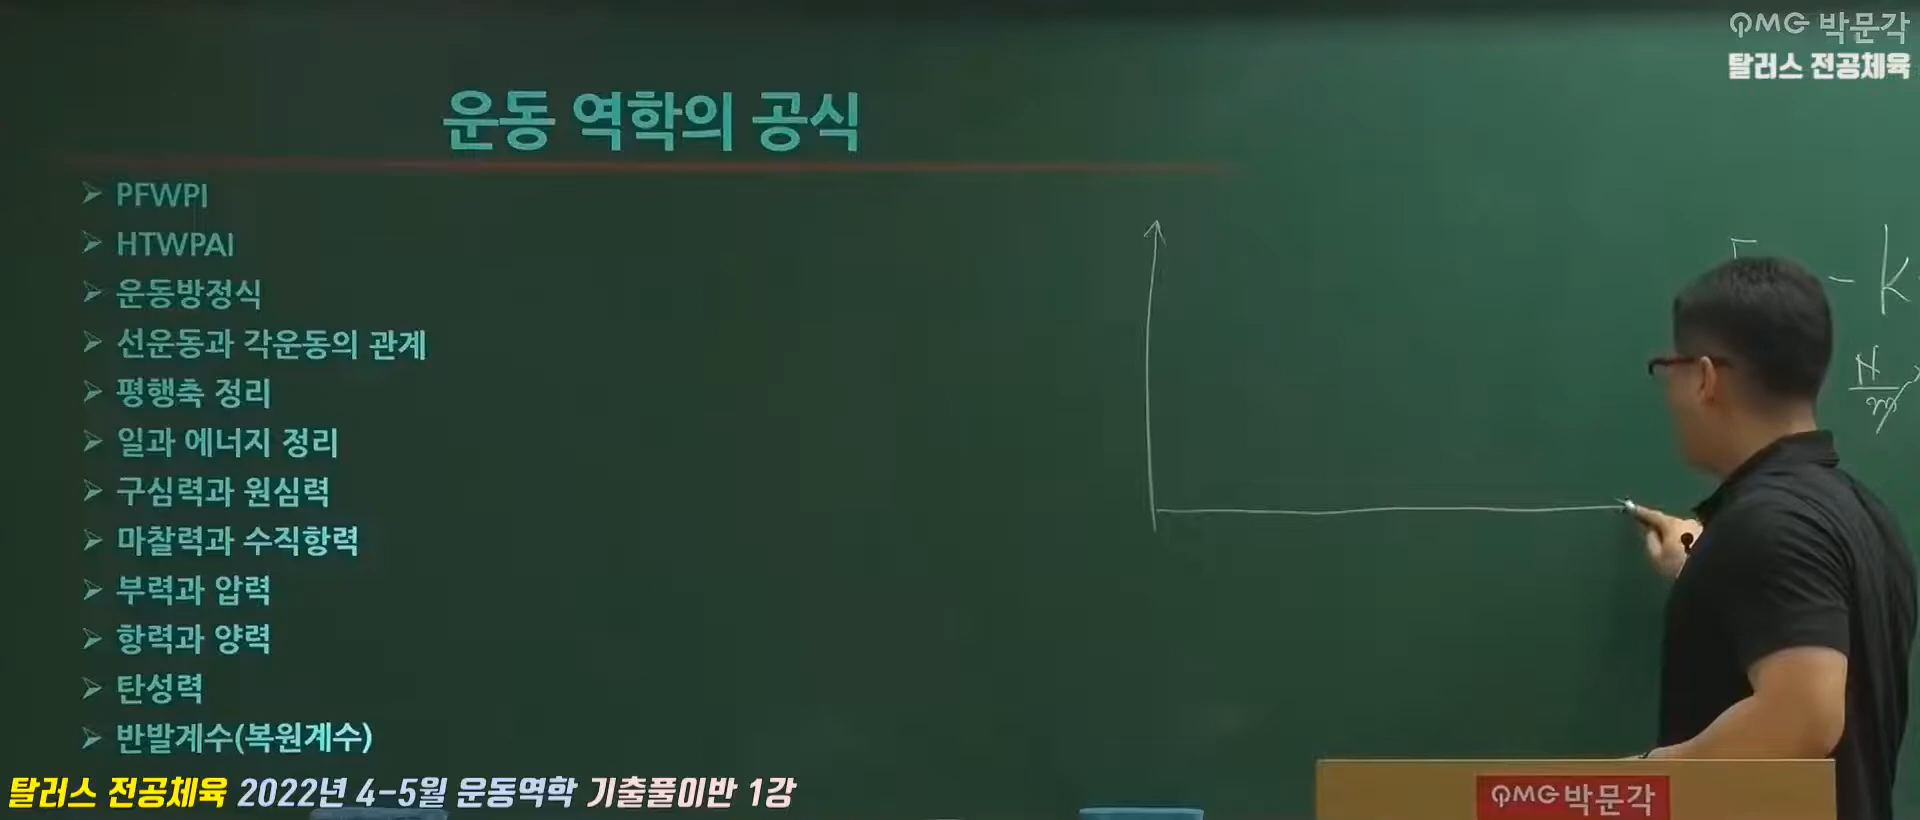 PMG 박문각
탈러스 전공체육
운동 역학의 공식
➢ PFWPI
➢ HTWPAI
➢ 운동방정식
➢ 선운동과 각운동의 관계
➢ 평행축 정리
➢ 일과 에너지 정리
➢ 구심력과 원심력
➢ 마찰력과 수직항력
➢ 부력과 압력
➢ 항력과 양력
➢ 탄성력
➢ 반발계수(복원계수)
- k
N
m
탈러스 전공체육 2022년 4-5월 운동역학 기출풀이반 1강
PMG 박문각